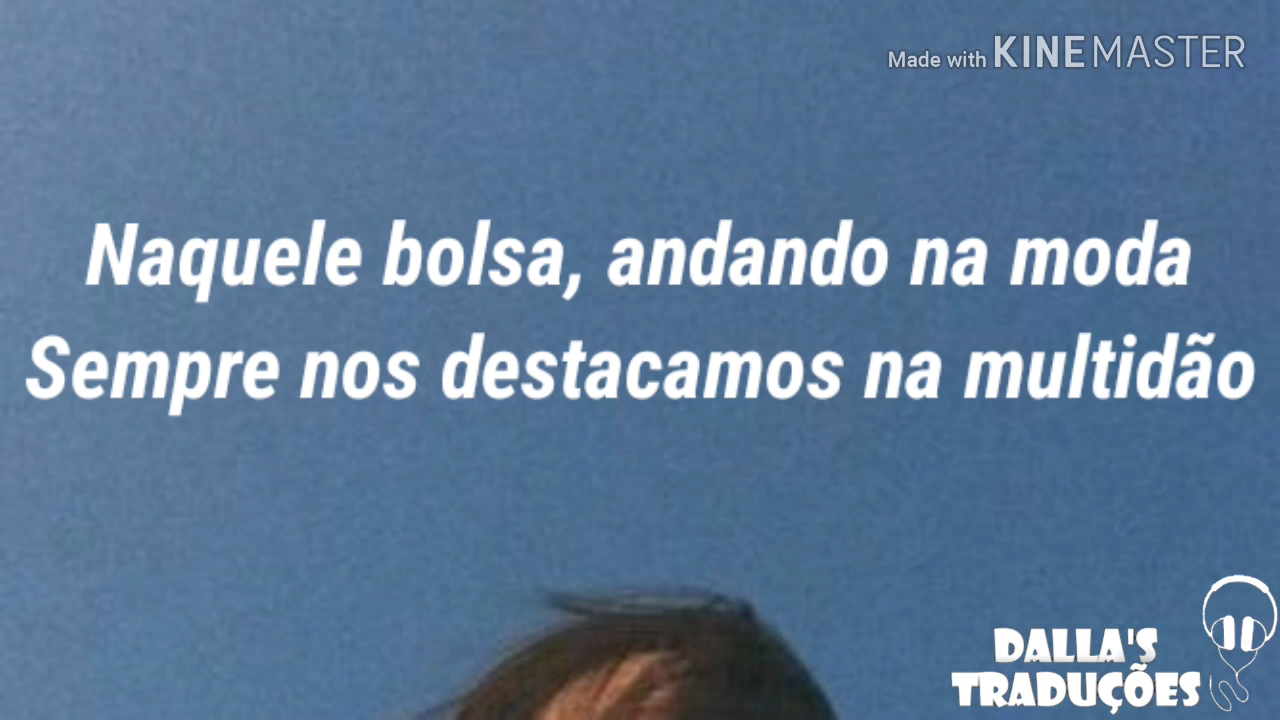 Made with KINEMASTER
Naquele bolsa, andando na moda
Sempre nos destacamos na multidão
DALLA'S
TRADUÇÕES